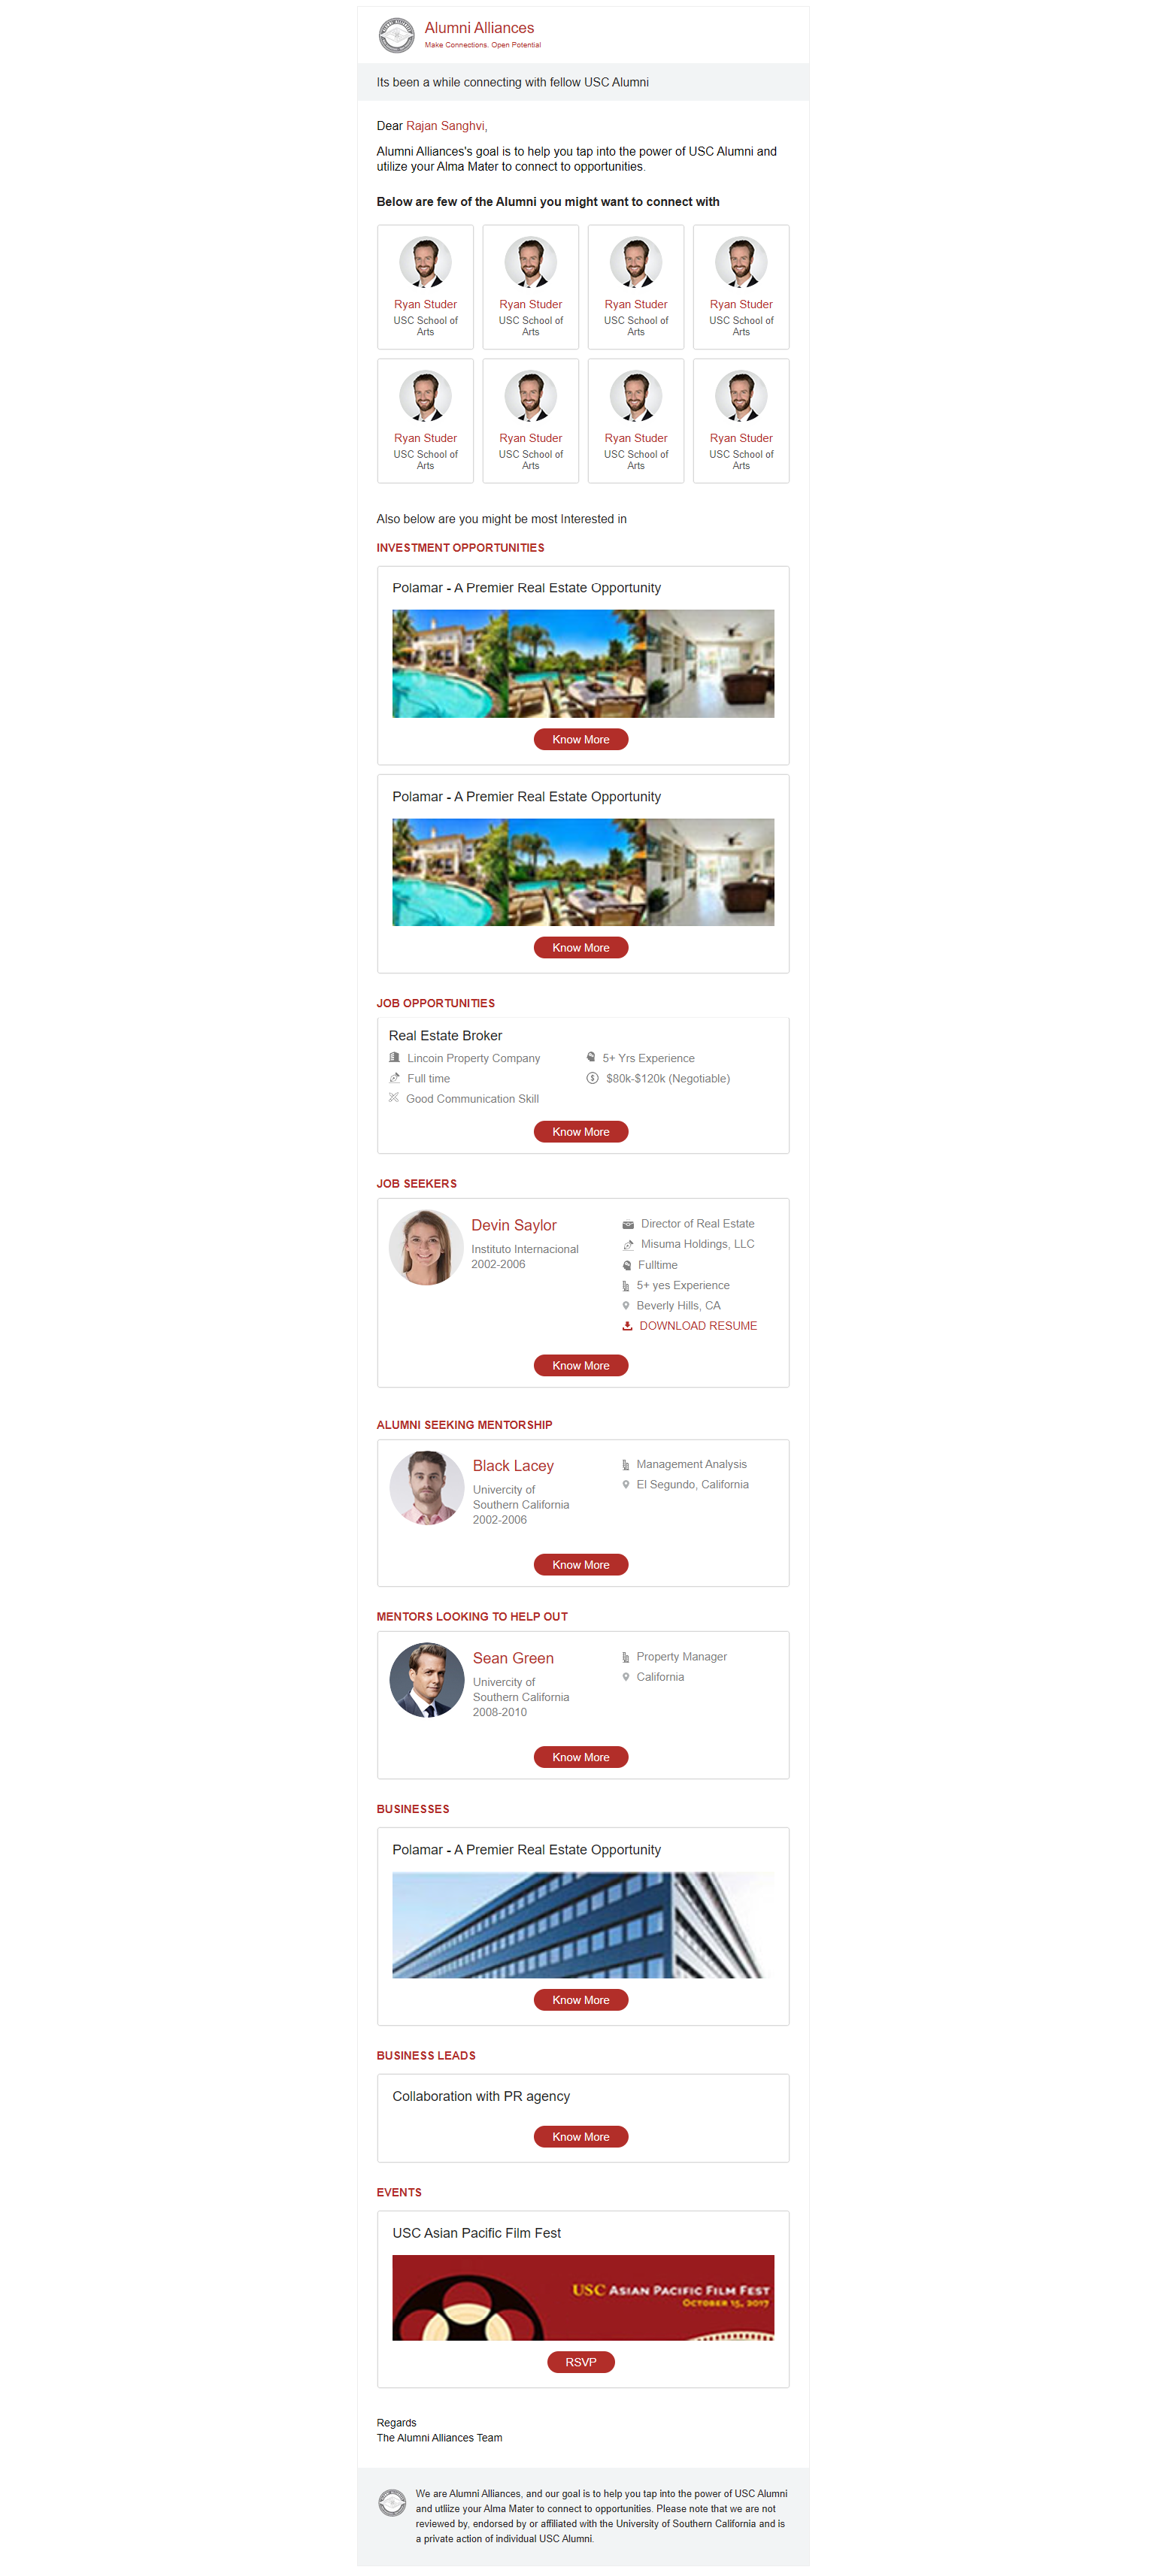 Alumni Alliances
Make Connections. Open Potential
Its been a while connecting with fellow USC Alumni
Dear Rajan Sanghvi,
Alumni Alliances's goal is to help you tap into the power of USC Alumni and
utilize your Alma Mater to connect to opportunities.
Below are few of the Alumni you might want to connect with
Ryan Studer
USC School of
Arts
Ryan Studer
USC School of
Arts
Ryan Studer
USC School of
Arts
Ryan Studer
USC School of
Arts
Ryan Studer
USC School of
Arts
Ryan Studer
USC School of
Arts
Ryan Studer
USC School of
Arts
Ryan Studer
USC School of
Arts
Also below are you might be most Interested in
INVESTMENT OPPORTUNITIES
Polamar - A Premier Real Estate Opportunity
Know More
Polamar - A Premier Real Estate Opportunity
Know More
JOB OPPORTUNITIES
Real Estate Broker
Lincoin Property Company
5+ Yrs Experience
Full time
$80k-$120k (Negotiable)
Good Communication Skill
Know More
JOB SEEKERS
Devin Saylor
Instituto Internacional
2002-2006
Director of Real Estate
Misuma Holdings, LLC
Fulltime
5+ yes Experience
Beverly Hills, CA
DOWNLOAD RESUME
Know More
ALUMNI SEEKING MENTORSHIP
Black Lacey
Univercity of
Southern California
2002-2006
Management Analysis
El Segundo, California
Know More
MENTORS LOOKING TO HELP OUT
Sean Green
Univercity of
Southern California
2008-2010
Property Manager
California
Know More
BUSINESSES
Polamar - A Premier Real Estate Opportunity
Know More
BUSINESS LEADS
Collaboration with PR agency
Know More
EVENTS
USC Asian Pacific Film Fest
USC ASIAN PACIFIC FILM FEST
OCTOBER 15, 2017
RSVP
Regards
The Alumni Alliances Team
We are Alumni Alliances, and our goal is to help you tap into the power of USC Alumni
and utliize your Alma Mater to connect to opportunities. Please note that we are not
reviewed by, endorsed by or affiliated with the University of Southern California and is
a private action of individual USC Alumni.